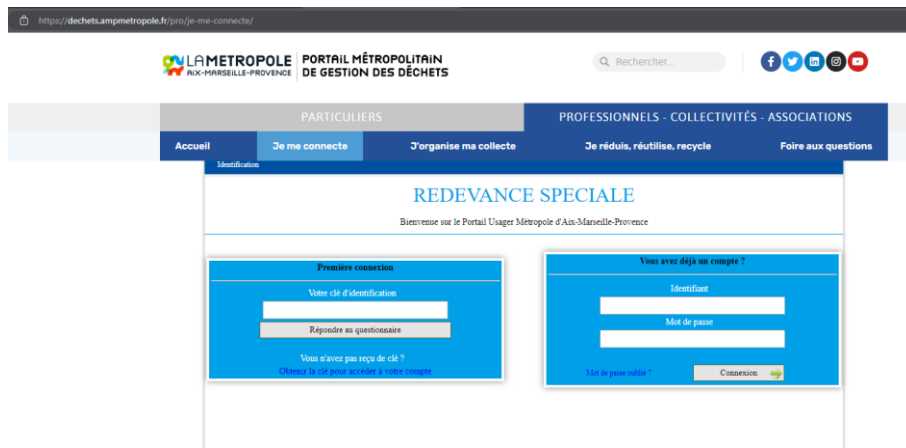 https://dechets.ampmetropole.fr/pro/je-me-connecte/
LAMETROPOLE
AIX-MARSEILLE-PROVENCE
PORTAIL MÉTROPOLITAIN
DE GESTION DES DÉCHETS
Rechercher...
PARTICULIERS
PROFESSIONNELS - COLLECTIVITÉS - ASSOCIATIONS
Accueil
Je me connecte
J'organise ma collecte
Je réduis, réutilise, recycle
Foire aux questions
Identification
REDEVANCE SPECIALE
Bienvenue sur le Portail Usager Métropole d'Aix-Marseille-Provence
Première connexion
Votre clé d'identification
Répondre au questionnaire
Vous n'avez pas reçu de clé ?
Obtenir la clé pour accéder à votre compte
Vous avez déjà un compte ?
Identifiant
Mot de passe
Mot de passe oublié ?
Connexion